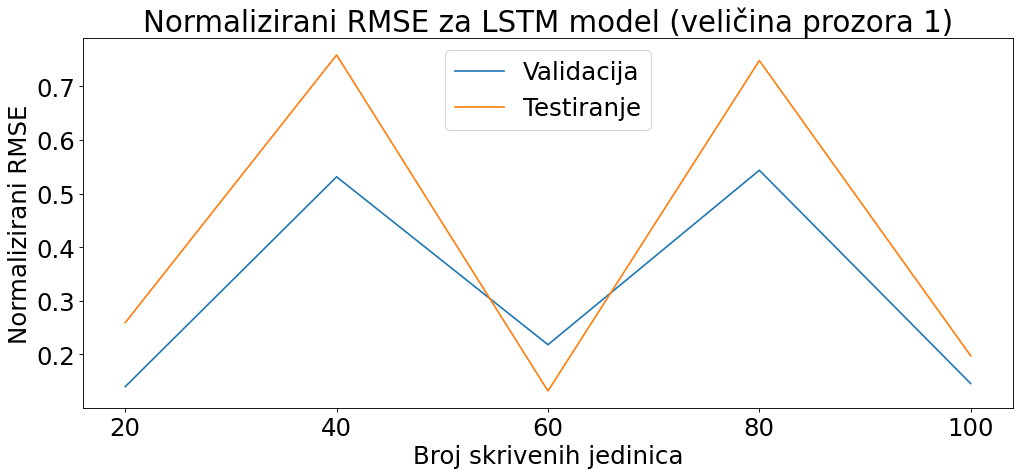 Normalizirani RMSE za LSTM model (veličina prozora 1)
Validacija
Testiranje
Normalizirani RMSE
0.7
0.6
0.5
0.4
0.3
0.2
20 40 60 80 100
Broj skrivenih jedinica